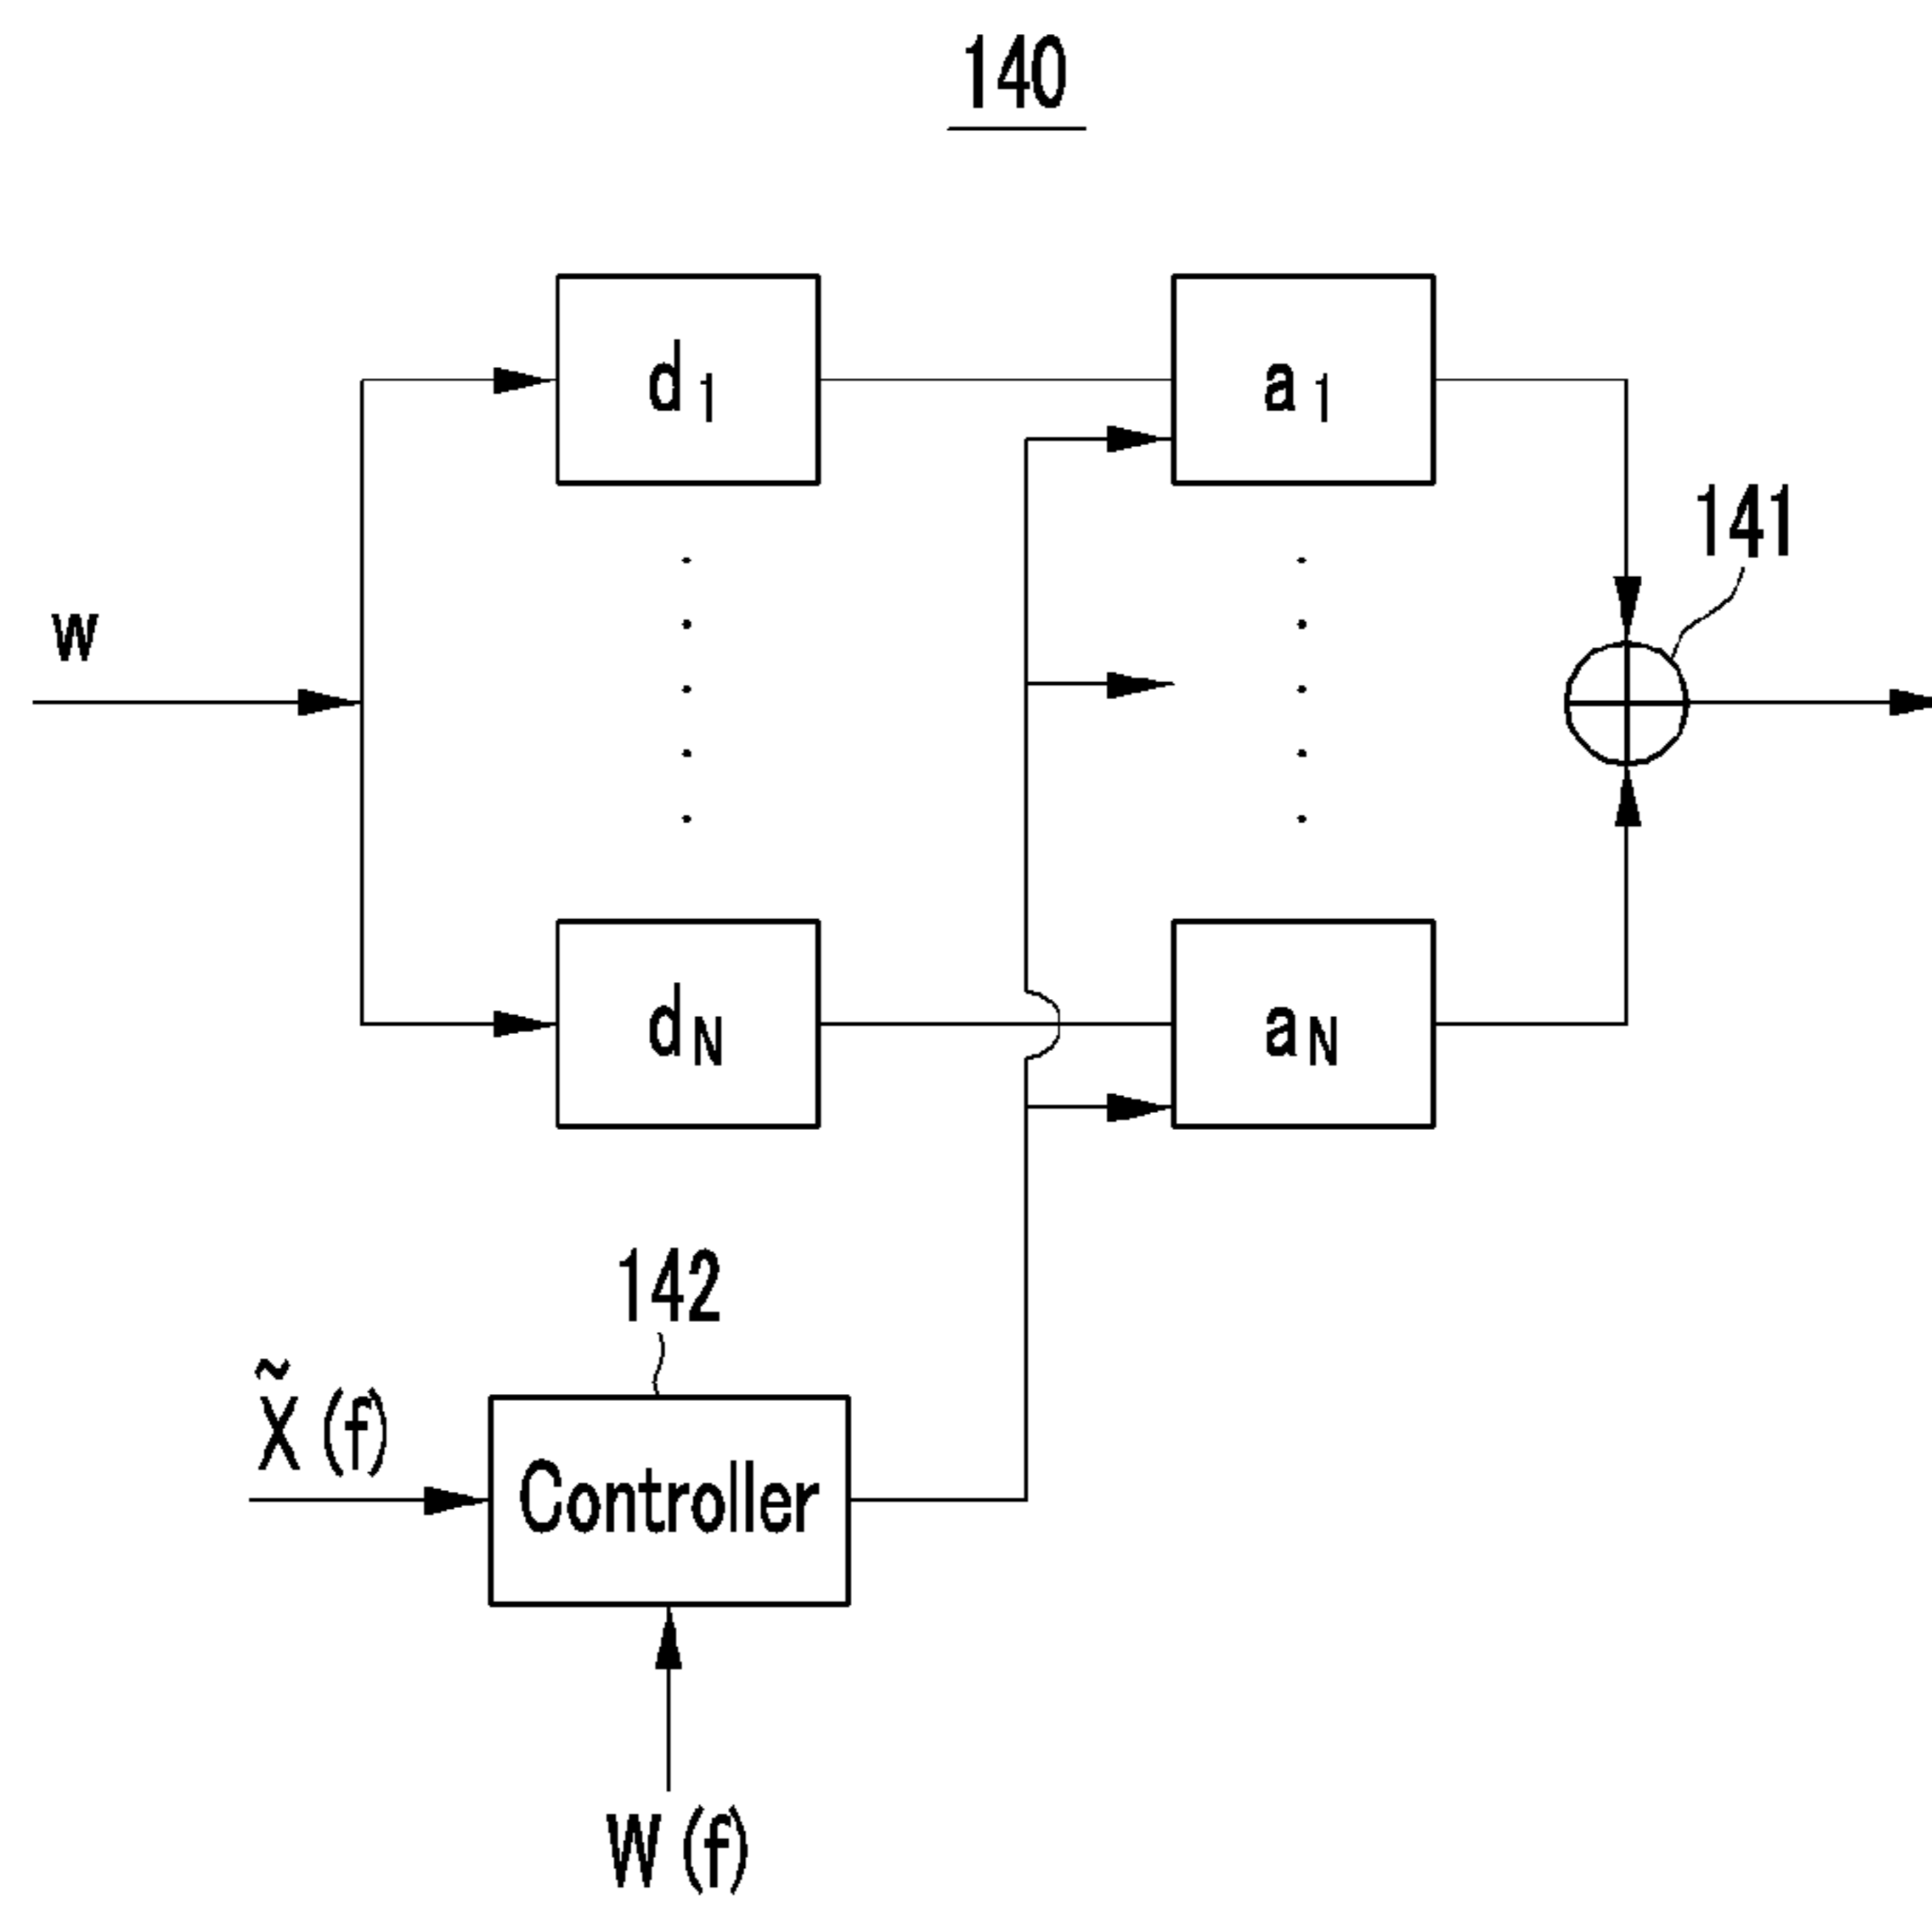 140
d1
a1
141
w
dN
aN
142
X̃(f)
Controller
W(f)